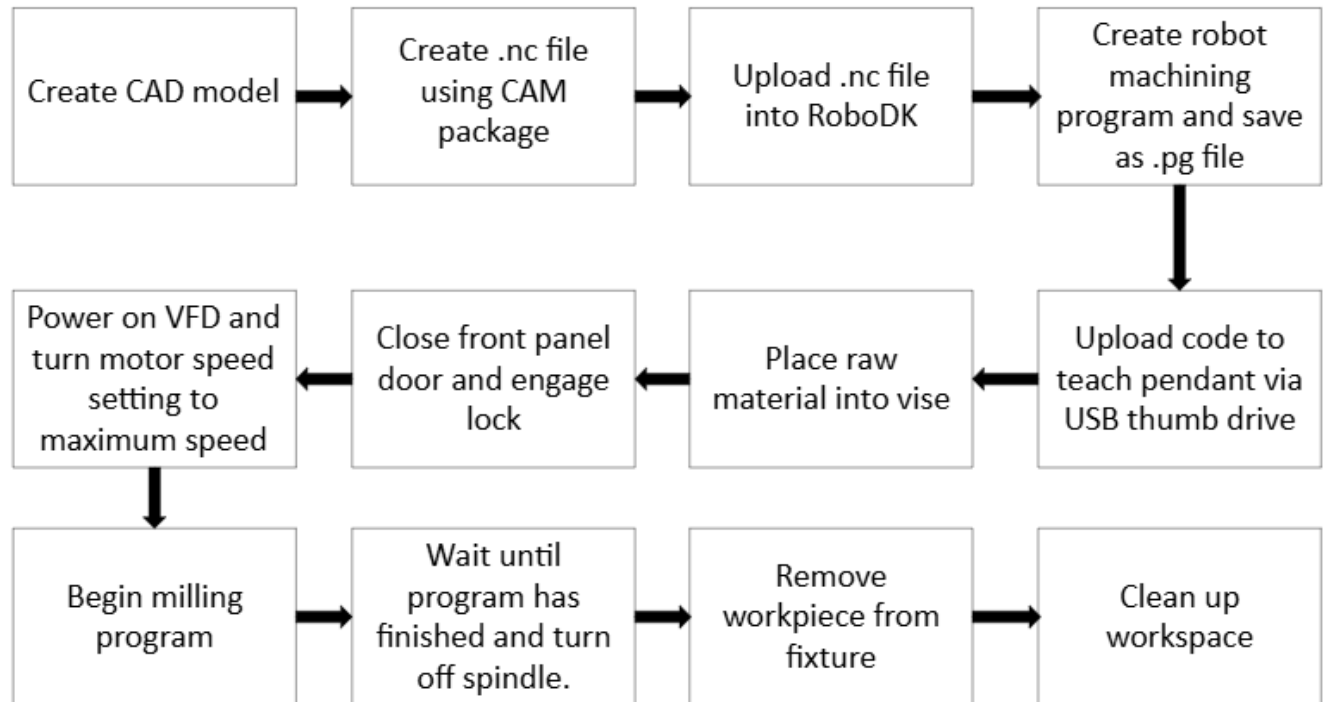 Create CAD model
Create .nc file
using CAM
package
Upload .nc file
into RoboDK
Create robot
machining
program and save
as .pg file
Upload code to
teach pendant via
USB thumb drive
Place raw
material into vise
Close front panel
door and engage
lock
Power on VFD and
turn motor speed
setting to
maximum speed
Begin milling
program
Wait until
program has
finished and turn
off spindle.
Remove
workpiece from
fixture
Clean up
workspace